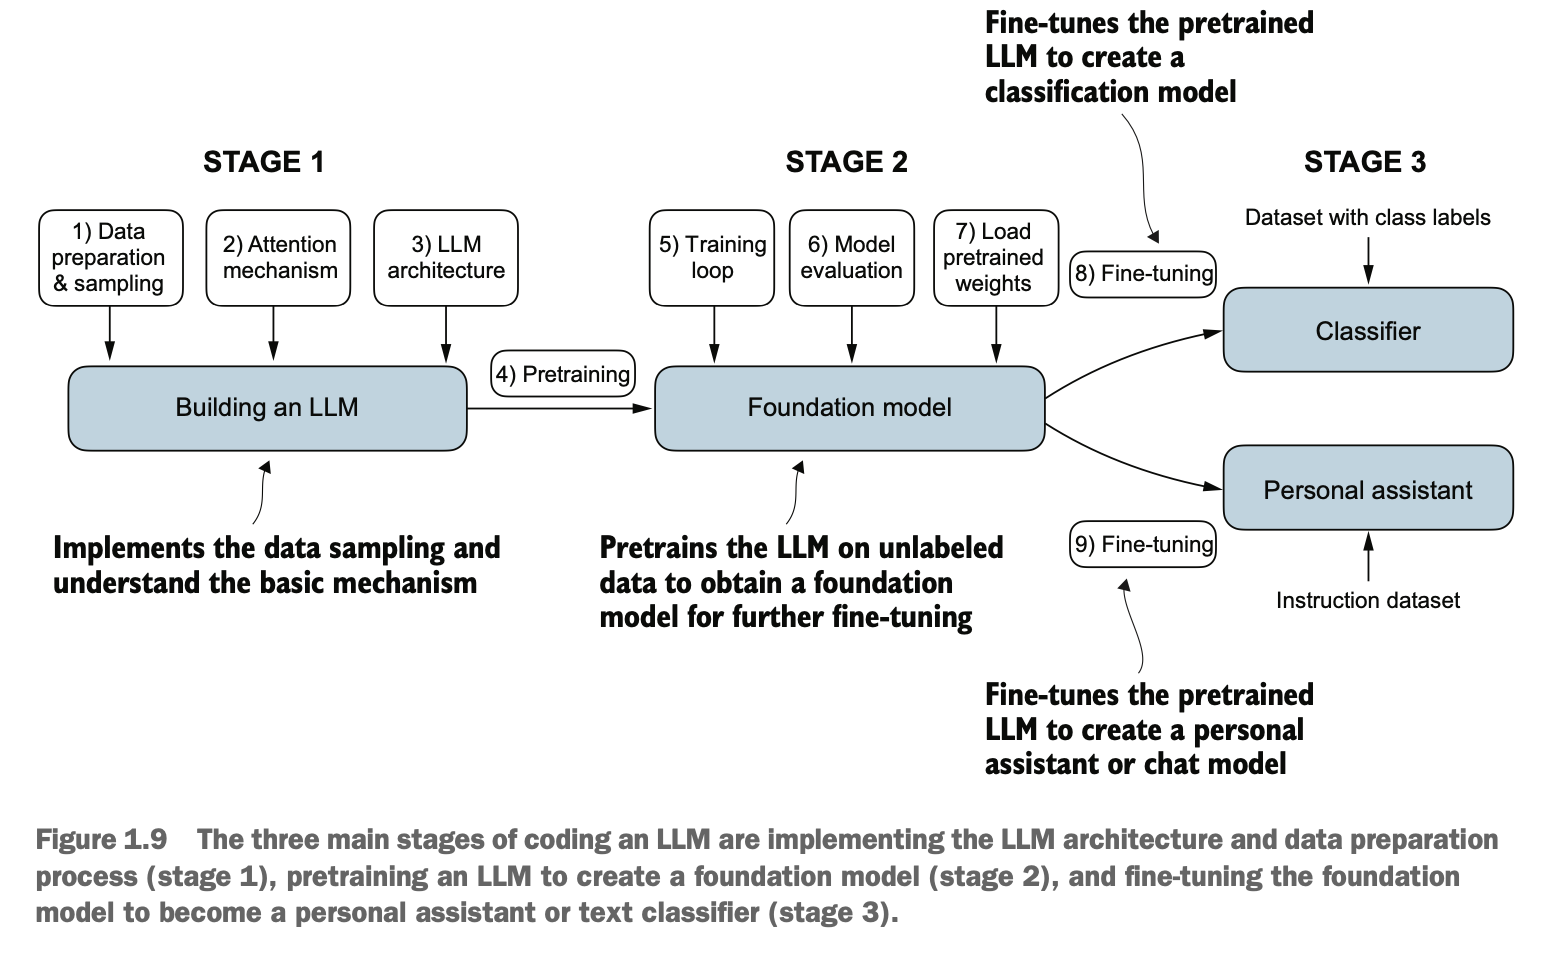 Fine-tunes the pretrained
LLM to create a
classification model
STAGE 1
STAGE 2
STAGE 3
1) Data
preparation
& sampling
2) Attention
mechanism
3) LLM
architecture
5) Training
loop
6) Model
evaluation
7) Load
pretrained
weights
8) Fine-tuning
Dataset with class labels
Classifier
4) Pretraining
Building an LLM
Foundation model
Personal assistant
9) Fine-tuning
Instruction dataset
Implements the data sampling and
understand the basic mechanism
Pretrains the LLM on unlabeled
data to obtain a foundation
model for further fine-tuning
Fine-tunes the pretrained
LLM to create a personal
assistant or chat model
Figure 1.9 The three main stages of coding an LLM are implementing the LLM architecture and data preparation
process (stage 1), pretraining an LLM to create a foundation model (stage 2), and fine-tuning the foundation
model to become a personal assistant or text classifier (stage 3).